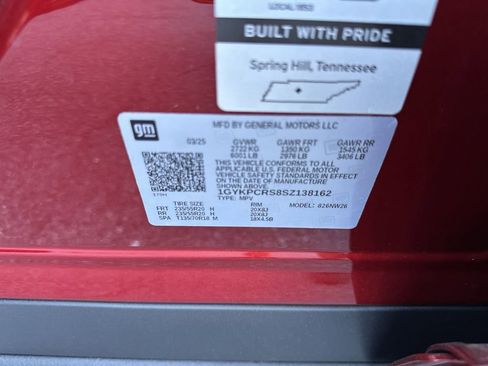 LOCAL 1853
BUILT WITH PRIDE
Spring Hill, Tennessee
gm
MFD BY GENERAL MOTORS LLC
03/25 GVWR GAWR FRT GAWR RR
2722 KG 1350 KG 1545 KG
6001 LB 2976 LB 3406 LB
THIS VEHICLE CONFORMS TO ALL
APPLICABLE U.S. FEDERAL MOTOR
VEHICLE SAFETY STANDARDS IN EFFECT
ON THE DATE OF MANUFACTURE
SHOWN ABOVE.
1GYKPCRS8SZ138162
TYPE: MPV MODEL: 626NW26
TIRE SIZE RIM
FRT 235/55R20 H 20X8J
RR 235/55R20 H 20X8J
SPA T135/70R18 M 18X4.5B